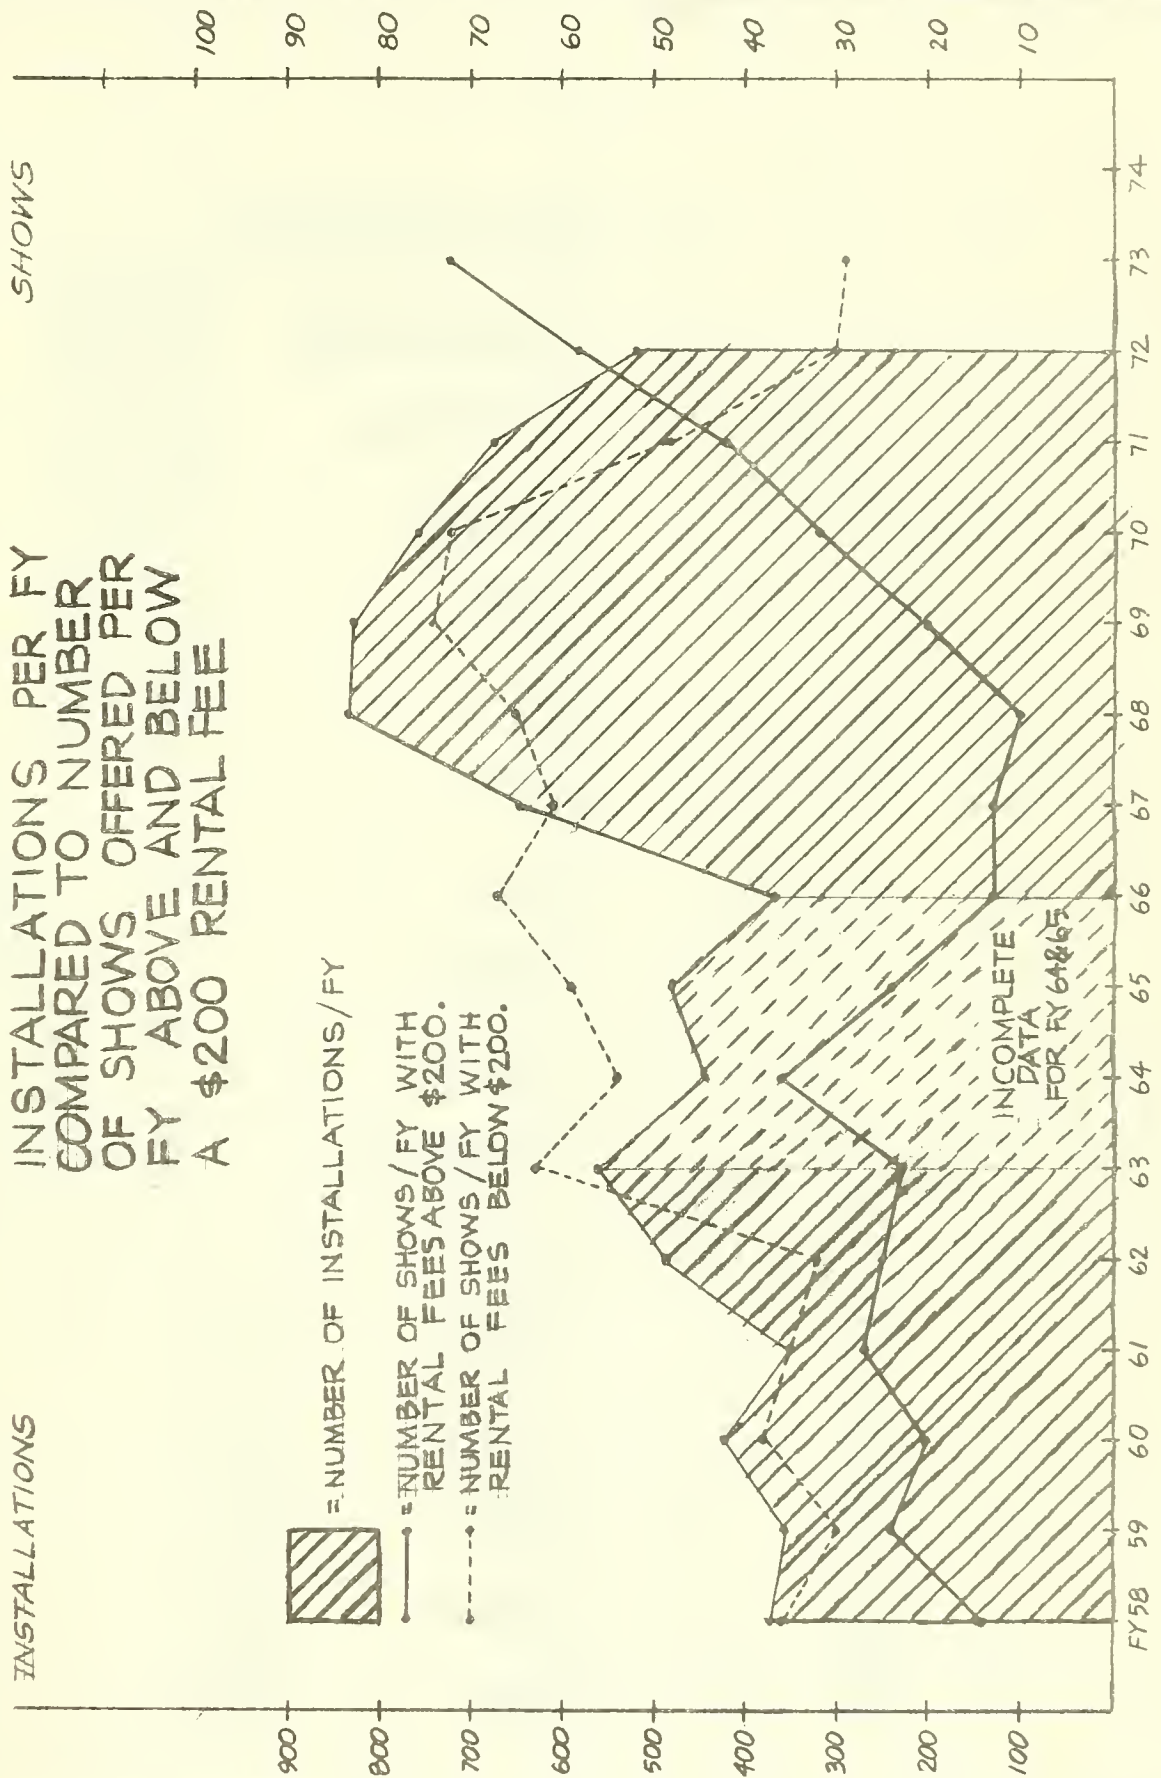 INSTALLATIONS
SHOWS
INSTALLATIONS PER FY
COMPARED TO NUMBER
OF SHOWS OFFERED PER
FY ABOVE AND BELOW
A $200 RENTAL FEE
= NUMBER OF INSTALLATIONS/FY
= NUMBER OF SHOWS/FY WITH
RENTAL FEES ABOVE $200.
= NUMBER OF SHOWS/FY WITH
RENTAL FEES BELOW $200.
900
800
700
600
500
400
300
200
100
100
90
80
70
60
50
40
30
20
10
INCOMPLETE
DATA
FOR FY 64&65
FY58 59 60 61 62 63 64 65 66 67 68 69 70 71 72 73 74